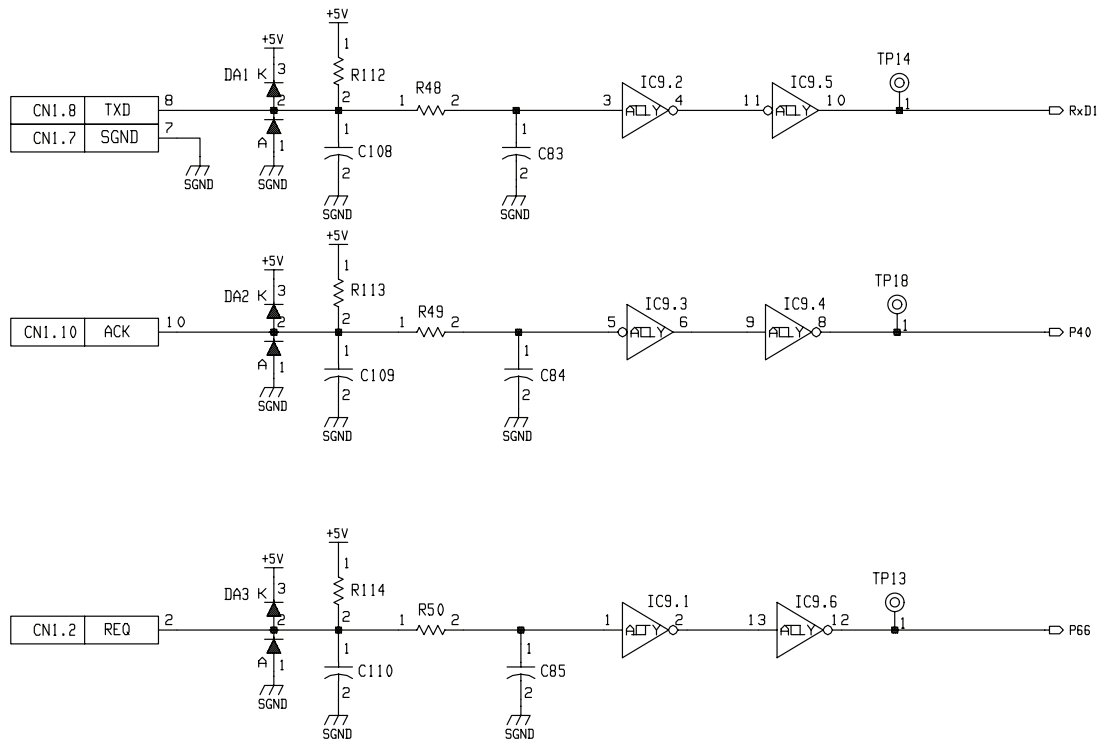 +5V
1
+5V
R112
DA1 K 3
2
2
R48
1 2
CN1.8 TXD 8
CN1.7 SGND 7
SGND
A 1
SGND
1
C108
2
SGND
1
C83
2
SGND
IC9.2
3 4
IC9.5
11 10
TP14
1
RxD1
+5V
1
+5V
R113
DA2 K 3
2
2
R49
1 2
CN1.10 ACK 10
A 1
SGND
1
C109
2
SGND
1
C84
2
SGND
IC9.3
5 6
IC9.4
9 8
TP18
1
P40
+5V
1
+5V
R114
DA3 K 3
2
2
R50
1 2
CN1.2 REQ 2
A 1
SGND
1
C110
2
SGND
1
C85
2
SGND
IC9.1
1 2
IC9.6
13 12
TP13
1
P66